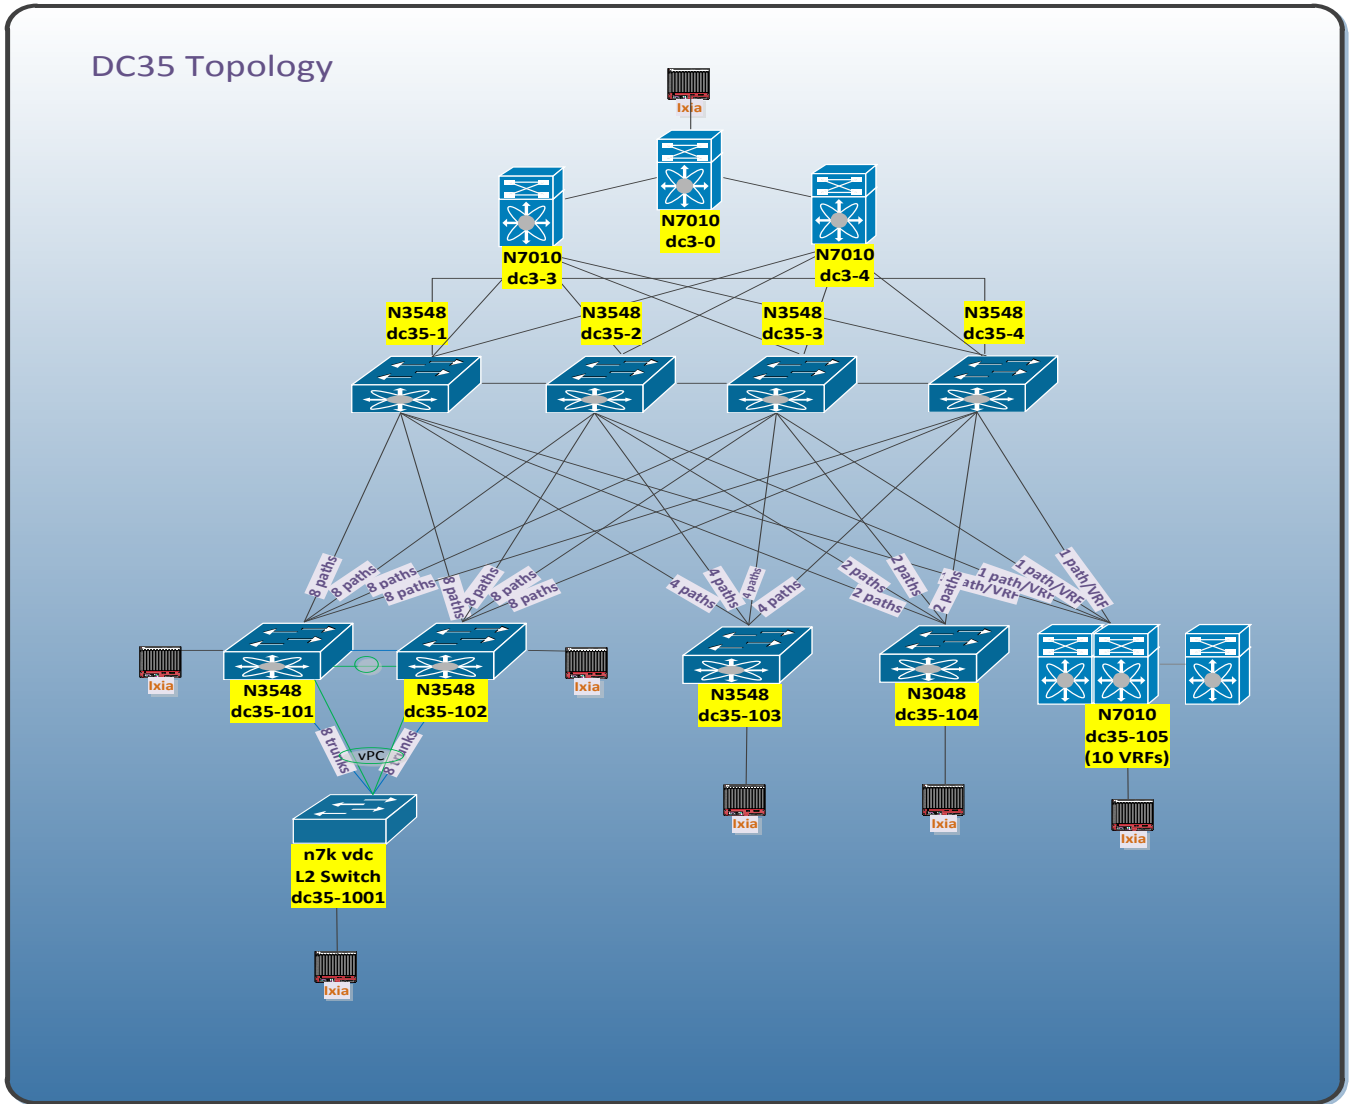 DC35 Topology
Ixia
N7010
dc3-0
N7010
dc3-3
N7010
dc3-4
N3548
dc35-1
N3548
dc35-2
N3548
dc35-3
N3548
dc35-4
8 paths
8 paths
8 paths
8 paths
8 paths
8 paths
8 paths
8 paths
4 paths
4 paths
4 paths
4 paths
2 paths
2 paths
2 paths
2 paths
1 path/VRF
1 path/VRF
1 path/VRF
ath/VRF
Ixia
N3548
dc35-101
N3548
dc35-102
Ixia
N3548
dc35-103
N3048
dc35-104
N7010
dc35-105
(10 VRFs)
8 trunks
vPC
8 trunks
Ixia
Ixia
Ixia
n7k vdc
L2 Switch
dc35-1001
Ixia